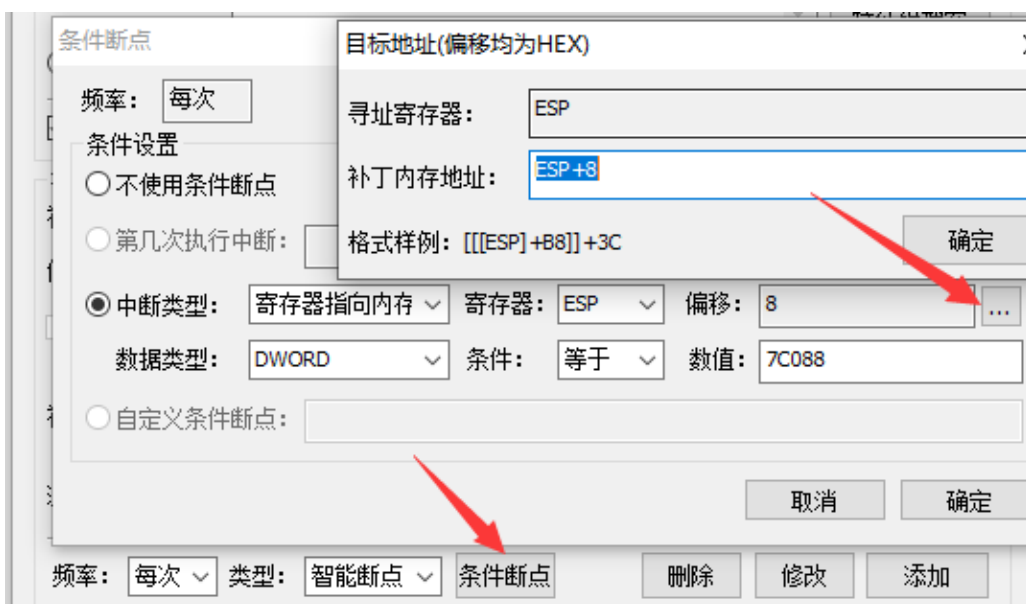 条件断点
目标地址(偏移均为HEX)
频率： 每次
寻址寄存器： ESP
条件设置
补丁内存地址： ESP+8
不使用条件断点
第几次执行中断：
格式样例：[[[ESP]+B8]]+3C 确定
中断类型： 寄存器指向内存 寄存器： ESP 偏移： 8 ...
数据类型： DWORD 条件： 等于 数值： 7C088
自定义条件断点：
取消 确定
频率： 每次 类型： 智能断点 条件断点 删除 修改 添加